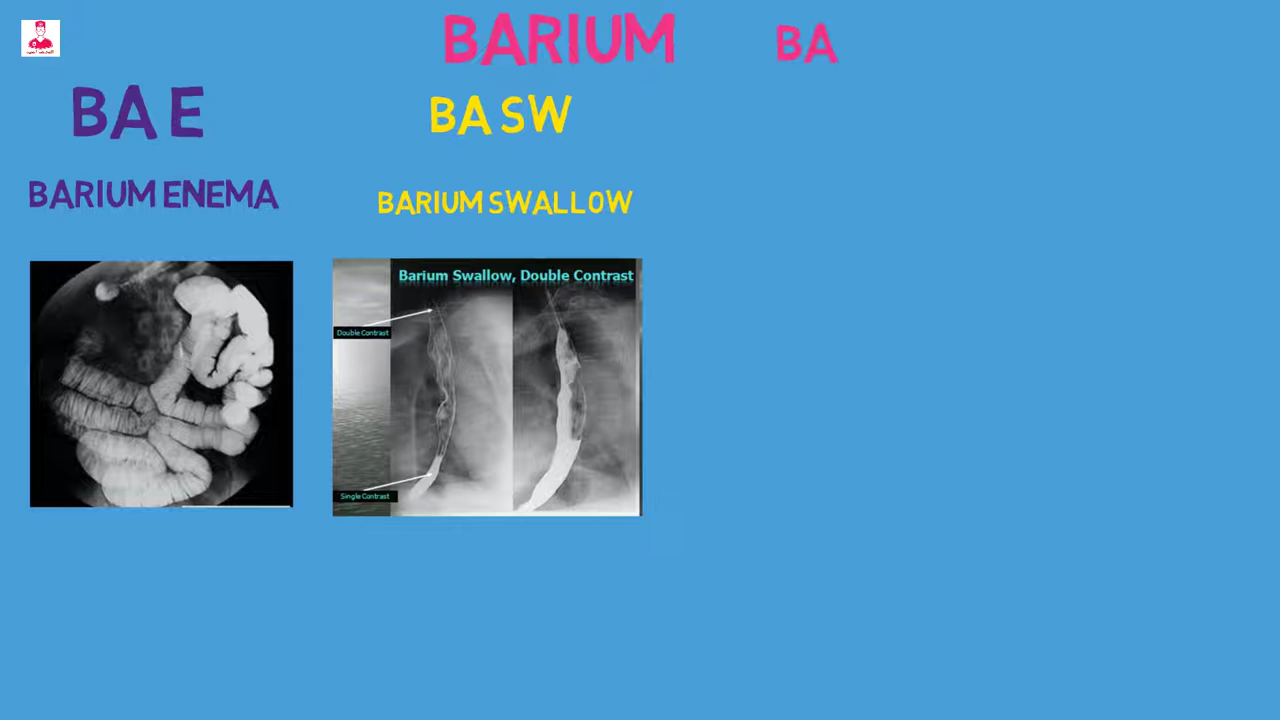 BARIUM BA
BA E
BA SW
BARIUM ENEMA
BARIUM SWALLOW
Barium Swallow, Double Contrast
Double Contrast
Single Contrast